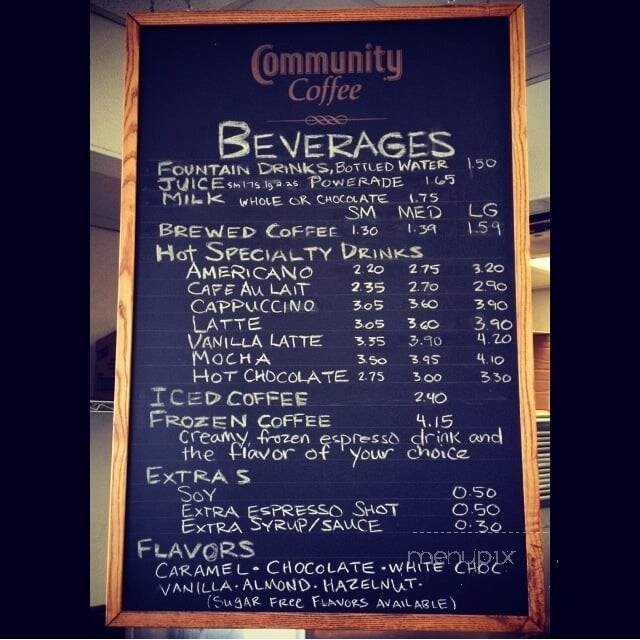 Community
Coffee
BEVERAGES
FOUNTAIN DRINKS, BOTTLED WATER 1.50
JUICE sm 1.75 lg 2.25 POWERADE 1.65
MILK WHOLE OR CHOCOLATE 1.75
SM MED LG
BREWED COFFEE 1.30 1.39 1.59
Hot SPECIALTY DRINKS
AMERICANO 2.20 2.75 3.20
CAFE AU LAIT 2.35 2.70 2.90
CAPPUCCINO 3.05 3.60 3.90
LATTE 3.05 3.60 3.90
VANILLA LATTE 3.35 3.90 4.20
MOCHA 3.50 3.95 4.10
HOT CHOCOLATE 2.75 3.00 3.30
ICED COFFEE 2.40
FROZEN COFFEE 4.15
creamy, frozen espresso drink and
the flavor of your choice
EXTRAS
SOY 0.50
EXTRA ESPRESSO SHOT 0.50
EXTRA SYRUP/SAUCE 0.30
FLAVORS
menupix
CARAMEL · CHOCOLATE · WHITE CHOC·
VANILLA · ALMOND · HAZELNUT ·
(SUGAR FREE FLAVORS AVAILABLE)